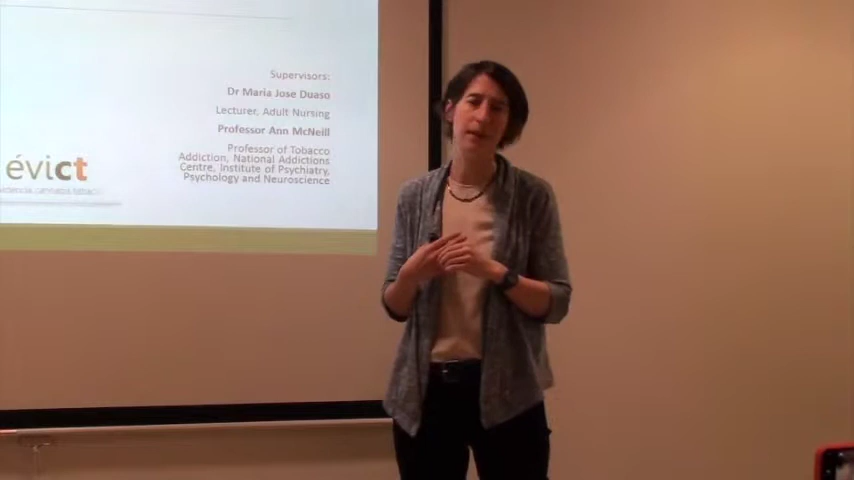 Supervisors:
Dr Maria Jose Duaso
Lecturer, Adult Nursing
Professor Ann McNeill
Professor of Tobacco
Addiction, National Addictions
Centre, Institute of Psychiatry,
Psychology and Neuroscience
évict